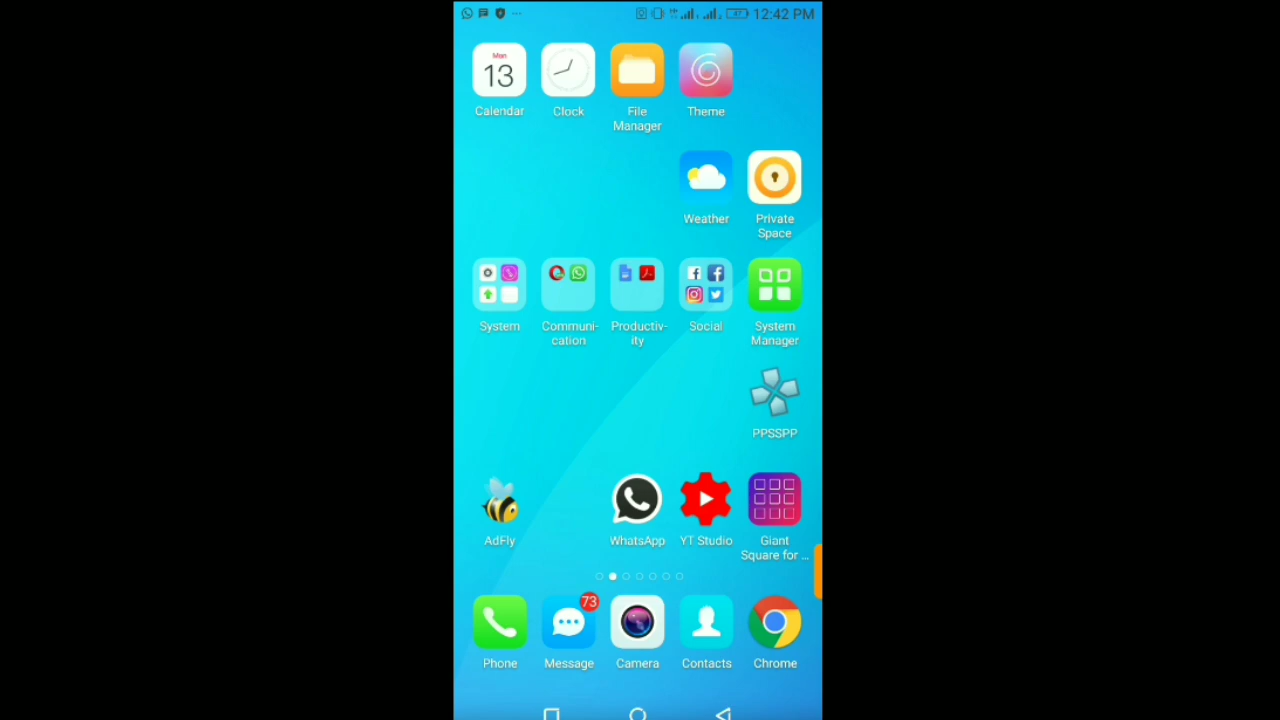 12:42 PM
Mon
13
Calendar
Clock
File
Manager
Theme
Weather
Private
Space
System
Communi-
cation
Productiv-
ity
Social
System
Manager
PPSSPP
AdFly
WhatsApp
YT Studio
Giant
Square for ...
73
Phone
Message
Camera
Contacts
Chrome